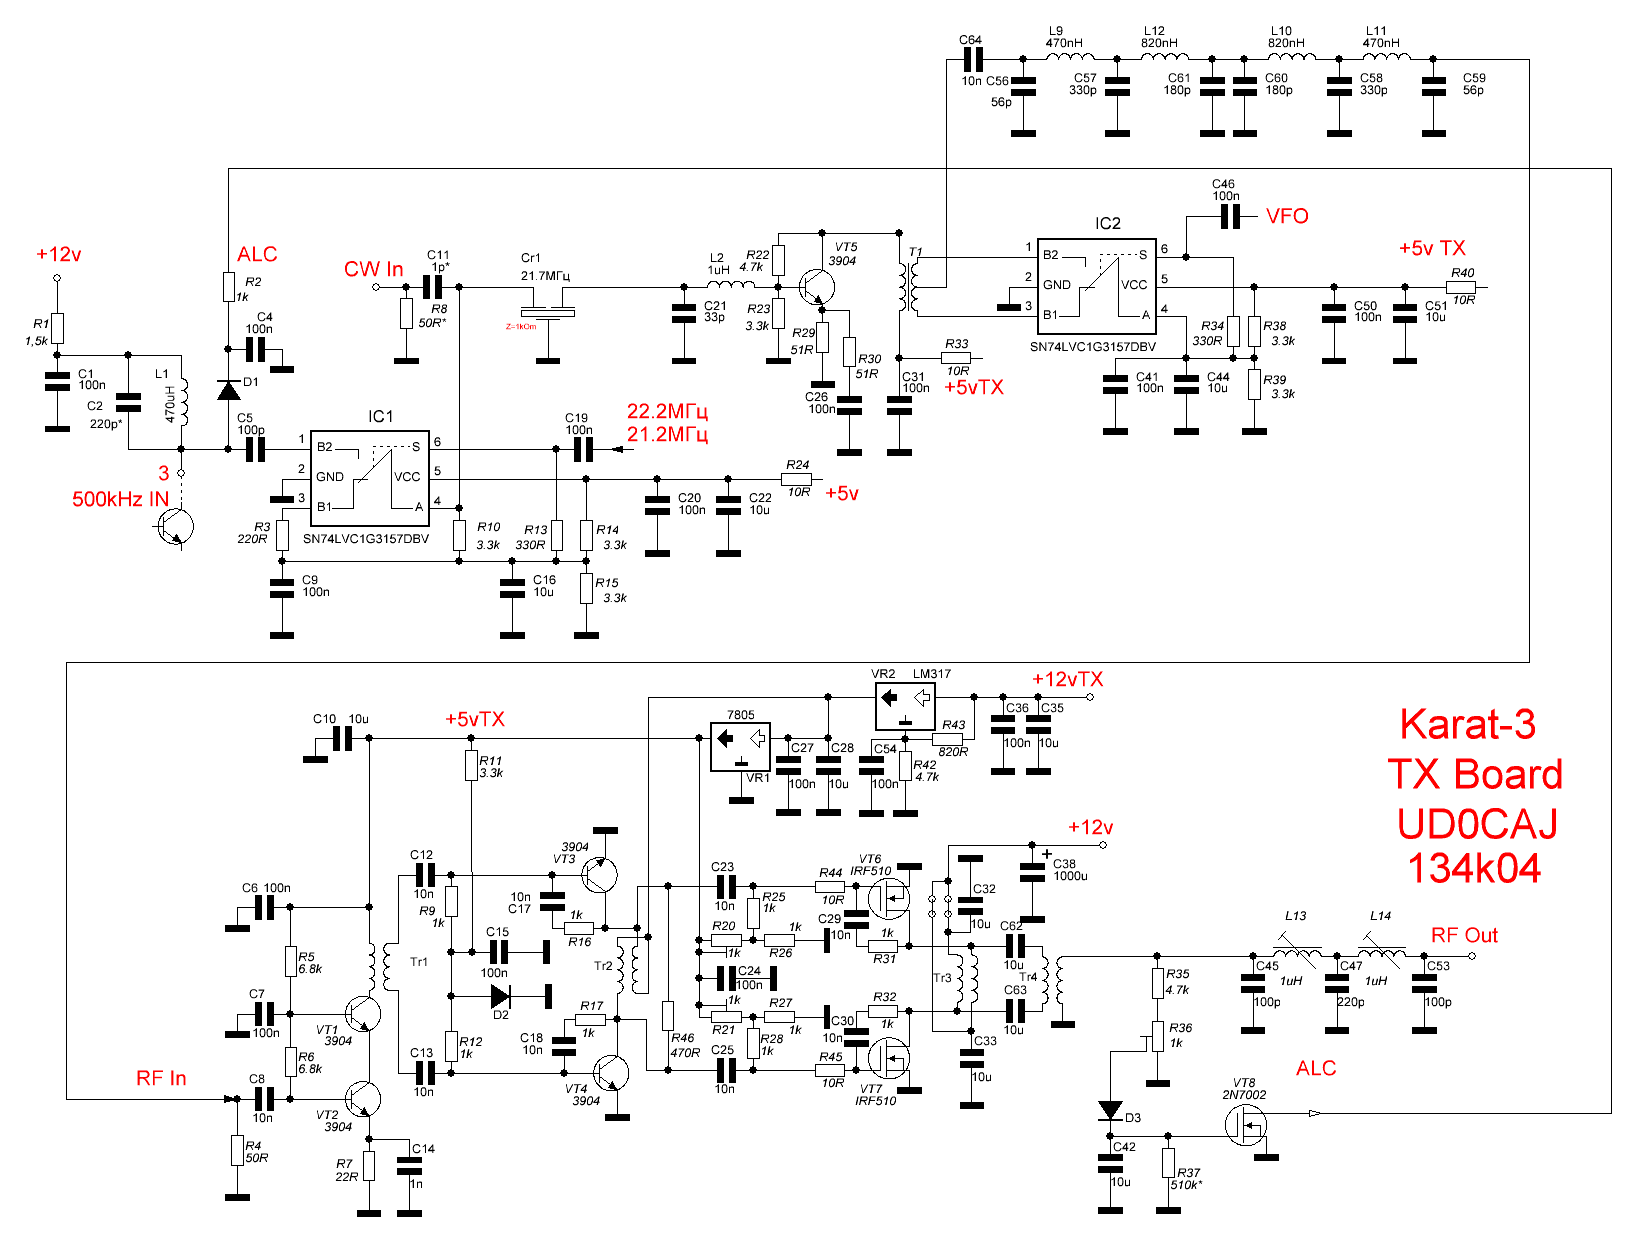 C64
10n
L9
470nH
L12
820nH
L10
820nH
L11
470nH
C56
56p
C57
330p
C61
180p
C60
180p
C58
330p
C59
56p
+12v
R1
1,5k
C1
100n
C2
220p*
L1
470uH
ALC
R2
1k
C4
100n
D1
C5
100p
3
500kHz IN
CW In
C11
1p*
R8
50R*
Cr1
21.7МГц
Z=1kOm
L2
1uH
C21
33p
R22
4.7k
R23
3.3k
VT5
3904
R29
51R
R30
51R
C26
100n
T1
C31
100n
R33
10R
+5vTX
IC2
1
2
3
6
5
4
B2
GND
B1
S
VCC
A
SN74LVC1G3157DBV
C46
100n
VFO
+5v TX
R40
10R
C50
100n
C51
10u
R34
330R
R38
3.3k
R39
3.3k
C41
100n
C44
10u
IC1
1
2
3
6
5
4
B2
GND
B1
S
VCC
A
SN74LVC1G3157DBV
C19
100n
22.2МГц
21.2МГц
R24
10R
+5v
C20
100n
C22
10u
R3
220R
C9
100n
R10
3.3k
R13
330R
R14
3.3k
C16
10u
R15
3.3k
C10
10u
+5vTX
R11
3.3k
7805
VR1
VR2
LM317
+12vTX
C27
100n
C28
10u
C54
100n
R43
820R
R42
4.7k
C36
100n
C35
10u
Karat-3
TX Board
UD0CAJ
134k04
C6
100n
R5
6.8k
C7
100n
R6
6.8k
C8
10n
RF In
R4
50R
VT1
3904
VT2
3904
R7
22R
C14
1n
Tr1
C12
10n
R9
1k
C15
100n
D2
R12
1k
C13
10n
3904
VT3
10n
C17
1k
R16
R17
1k
C18
10n
VT4
3904
Tr2
R46
470R
C23
10n
R25
1k
R20
1k
1k
R26
C24
100n
1k
R21
R27
1k
R28
1k
C25
10n
R44
10R
C29
10n
VT6
IRF510
1k
R31
R32
1k
C30
10n
R45
10R
VT7
IRF510
+12v
+
C38
1000u
C32
10u
C62
10u
C63
10u
C33
10u
Tr3
Tr4
L13
1uH
L14
1uH
RF Out
C45
100p
C47
220p
C53
100p
R35
4.7k
R36
1k
D3
C42
10u
R37
510k*
VT8
2N7002
ALC